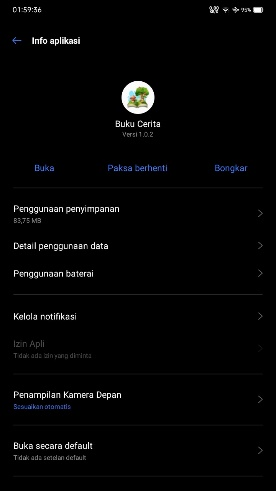 01:59:36
95%
Info aplikasi
Buku Cerita
Versi 1.0.2
Buka
Paksa berhenti
Bongkar
Penggunaan penyimpanan
83,75 MB
Detail penggunaan data
Penggunaan baterai
Kelola notifikasi
Izin Apli
Tidak ada izin yang diminta
Penampilan Kamera Depan
Sesuaikan otomatis
Buka secara default
Tidak ada setelan default